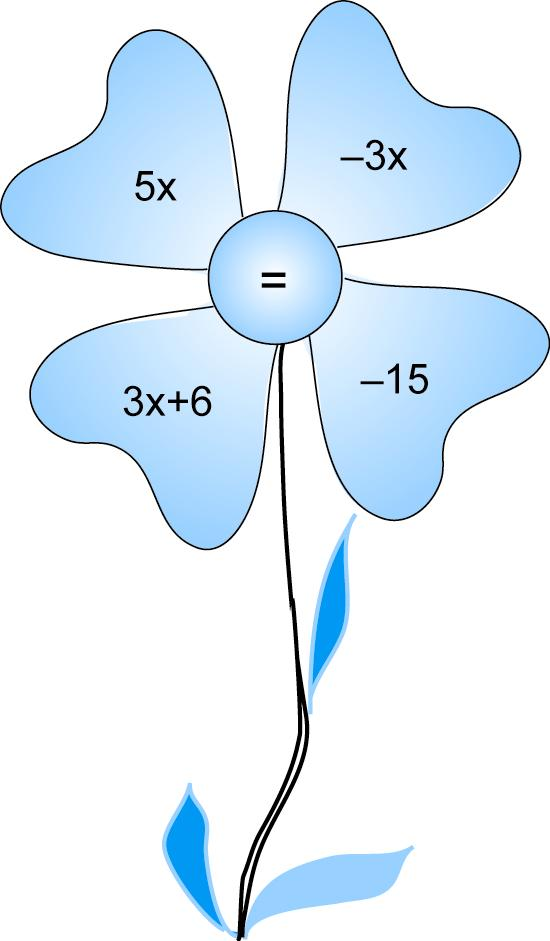 –3x
5x
=
–15
3x+6